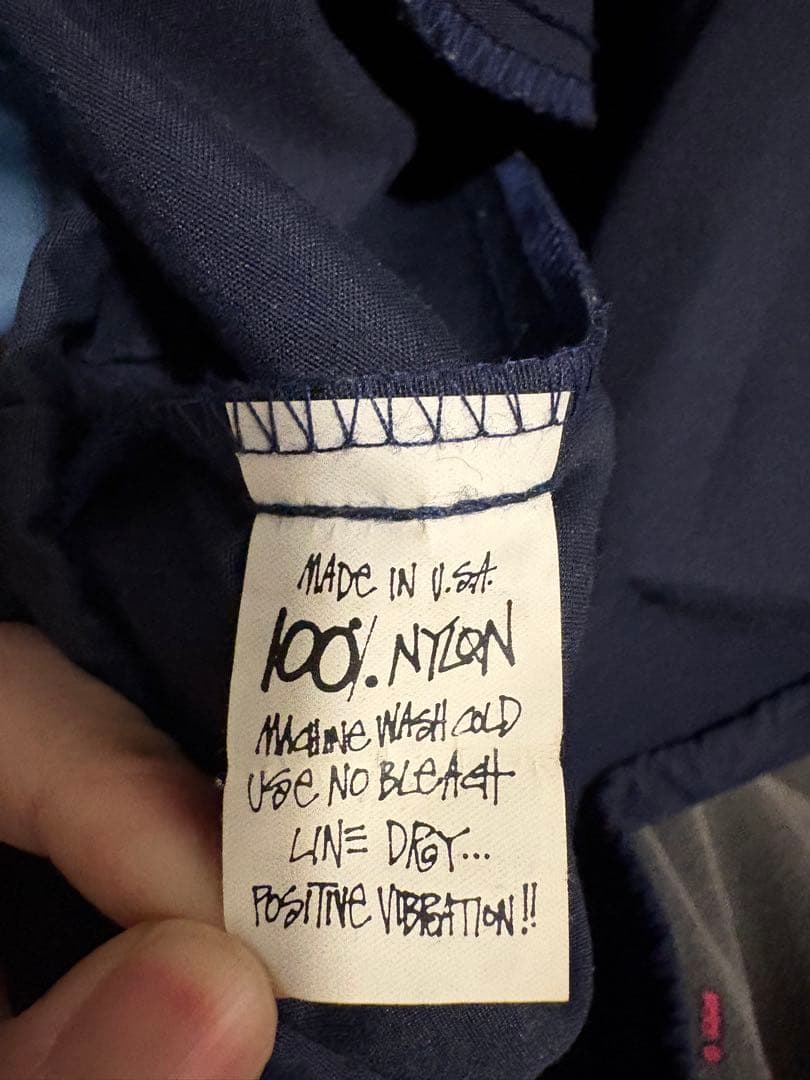 MADE IN U.S.A.
100%. NYLON
MACHINE WASH COLD
USE NO BLEACH
LINE DRY...
POSITIVE VIBRATION!!